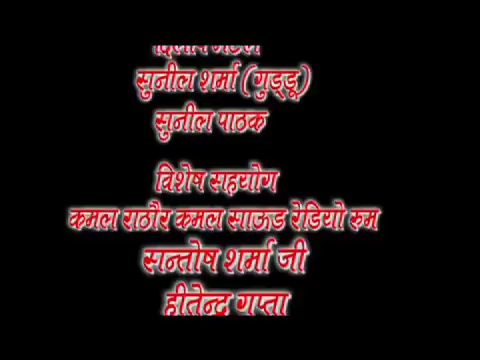 सुनील शर्मा (गुड्डू)
सुनील पाठक
विशेष सहयोग
कमल राठौर कमल साऊड रेडियो रुम
सन्तोष शर्मा जी
हीतेन्द्र गुप्ता